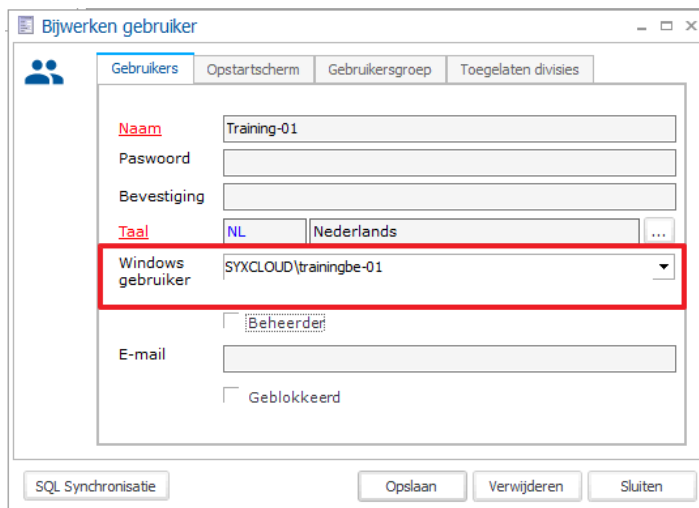 Bijwerken gebruiker
Gebruikers Opstartscherm Gebruikersgroep Toegelaten divisies
Naam Training-01
Paswoord
Bevestiging
Taal NL Nederlands ...
Windows gebruiker SYXCLOUD\trainingbe-01
Beheerder
E-mail
Geblokkeerd
SQL Synchronisatie Opslaan Verwijderen Sluiten